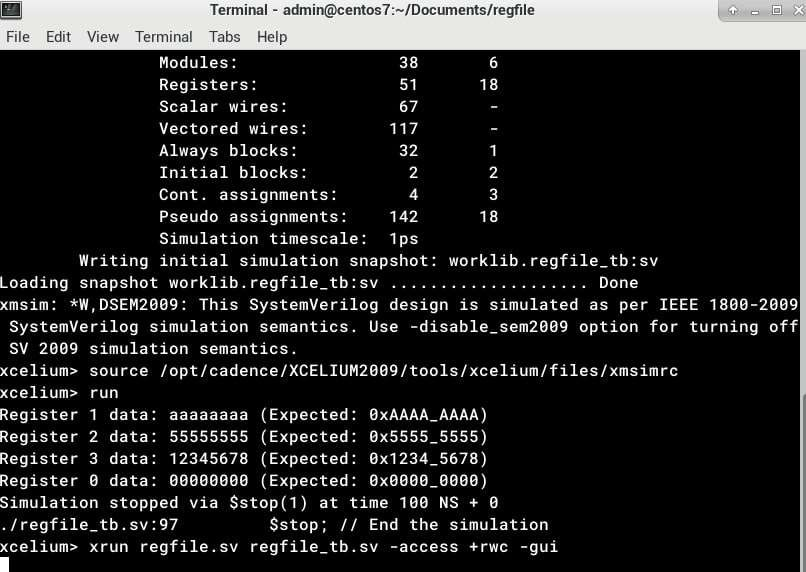 Terminal - admin@centos7:~/Documents/regfile
File Edit View Terminal Tabs Help
Modules: 38 6
Registers: 51 18
Scalar wires: 67 -
Vectored wires: 117 -
Always blocks: 32 1
Initial blocks: 2 2
Cont. assignments: 4 3
Pseudo assignments: 142 18
Simulation timescale: 1ps
Writing initial simulation snapshot: worklib.regfile_tb:sv
Loading snapshot worklib.regfile_tb:sv .................... Done
xmsim: *W,DSEM2009: This SystemVerilog design is simulated as per IEEE 1800-2009
SystemVerilog simulation semantics. Use -disable_sem2009 option for turning off
SV 2009 simulation semantics.
xcelium> source /opt/cadence/XCELIUM2009/tools/xcelium/files/xmsimrc
xcelium> run
Register 1 data: aaaaaaaa (Expected: 0xAAAA_AAAA)
Register 2 data: 55555555 (Expected: 0x5555_5555)
Register 3 data: 12345678 (Expected: 0x1234_5678)
Register 0 data: 00000000 (Expected: 0x0000_0000)
Simulation stopped via $stop(1) at time 100 NS + 0
./regfile_tb.sv:97 $stop; // End the simulation
xcelium> xrun regfile.sv regfile_tb.sv -access +rwc -gui